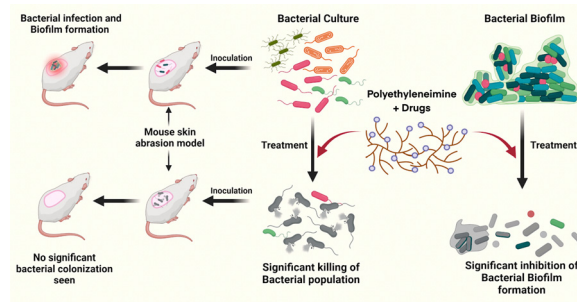 Bacterial infection and
Biofilm formation
Inoculation
Bacterial Culture
Bacterial Biofilm
Polyethyleneimine
+ Drugs
Mouse skin
abrasion model
Treatment
Treatment
Inoculation
No significant
bacterial colonization
seen
Significant killing of
Bacterial population
Significant inhibition of
Bacterial Biofilm
formation